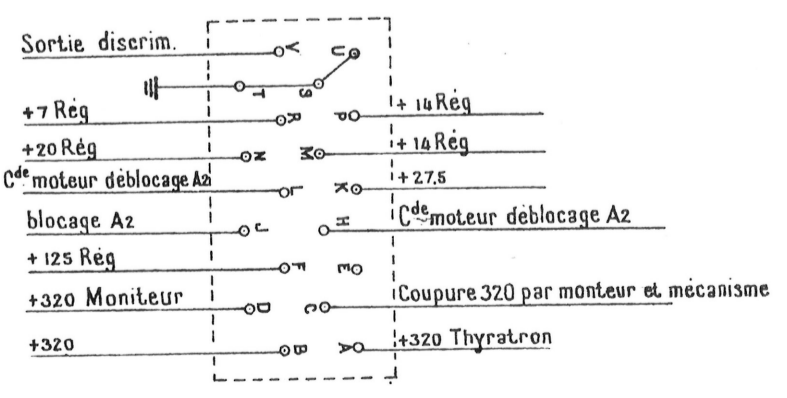 Sortie discrim. V U
T S
+7 Rég R P + 14 Rég
+20 Rég N M + 14 Rég
Cde moteur déblocage A2 L K +27,5
blocage A2 J H Cde moteur déblocage A2
+ 125 Rég F E
+320 Moniteur D C Coupure 320 par monteur et mécanisme
+320 B A +320 Thyratron